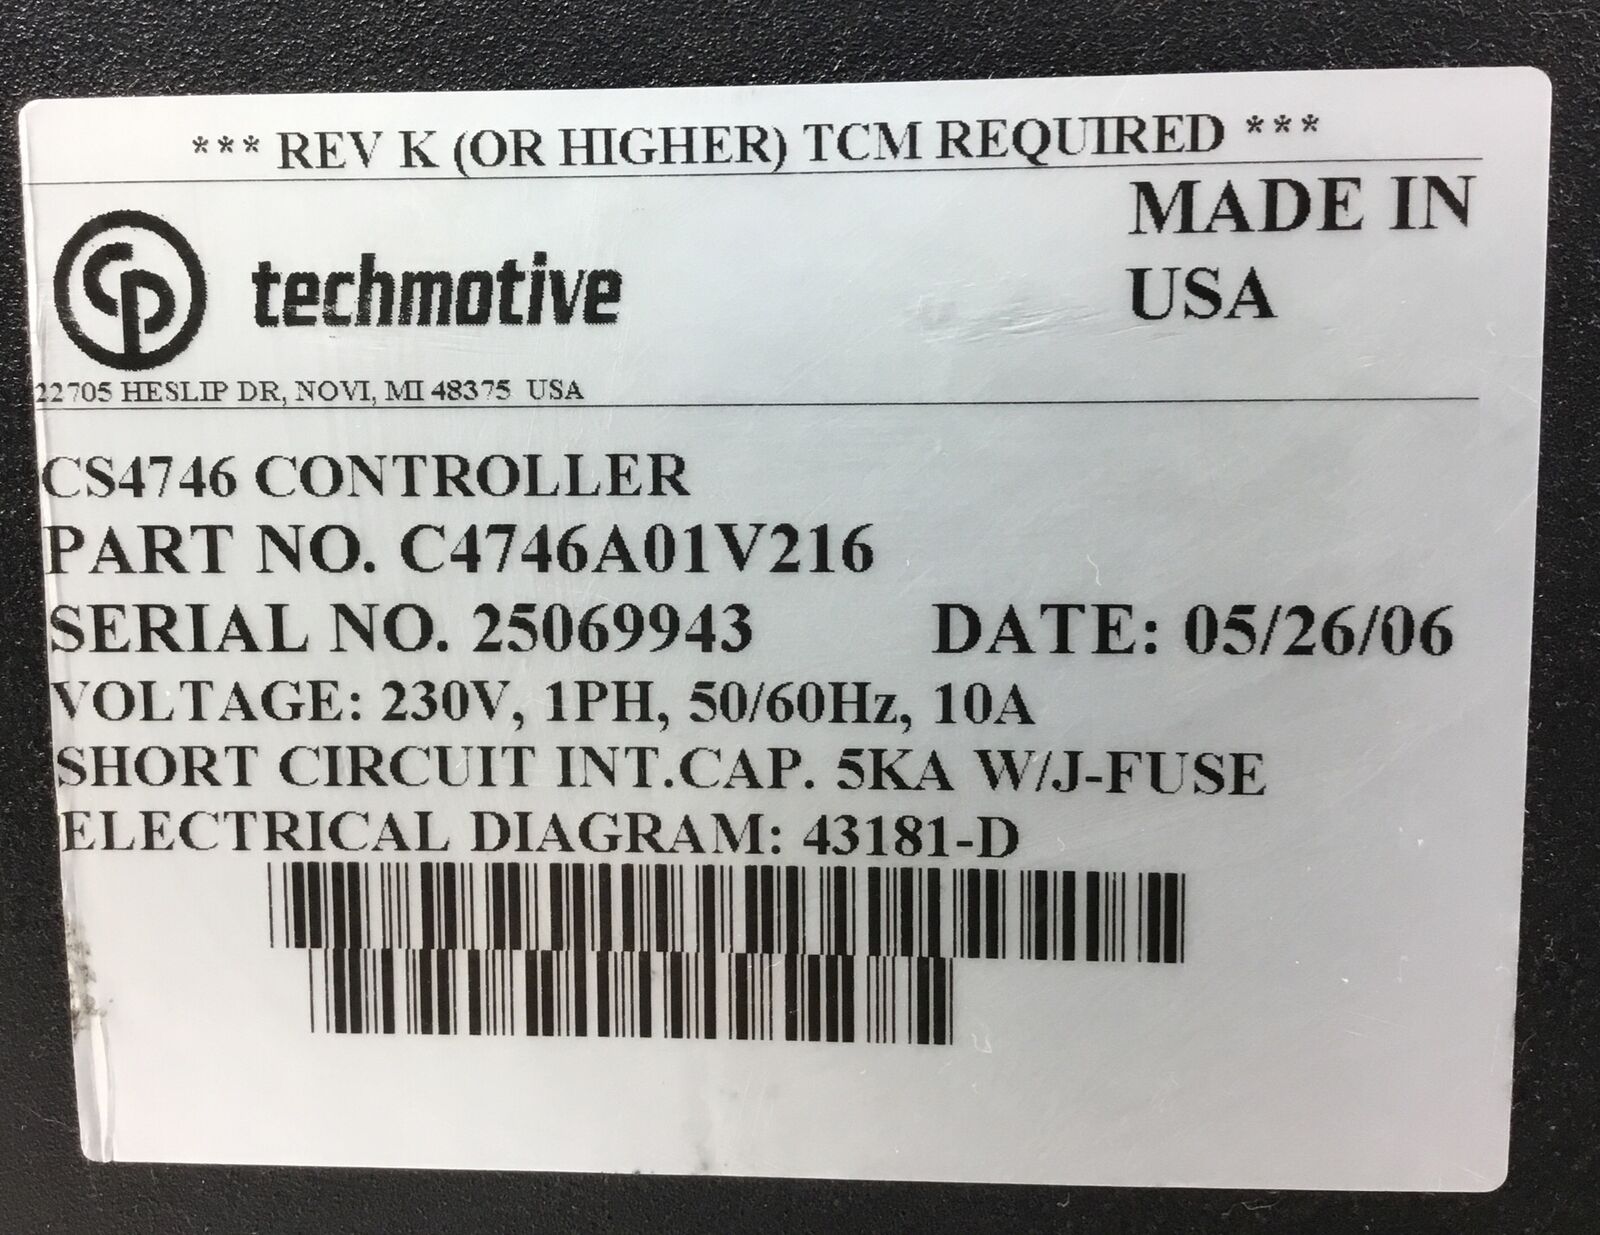 *** REV K (OR HIGHER) TCM REQUIRED ***
MADE IN
USA
CP techmotive
22705 HESLIP DR, NOVI, MI 48375 USA
CS4746 CONTROLLER
PART NO. C4746A01V216
SERIAL NO. 25069943 DATE: 05/26/06
VOLTAGE: 230V, 1PH, 50/60Hz, 10A
SHORT CIRCUIT INT.CAP. 5KA W/J-FUSE
ELECTRICAL DIAGRAM: 43181-D